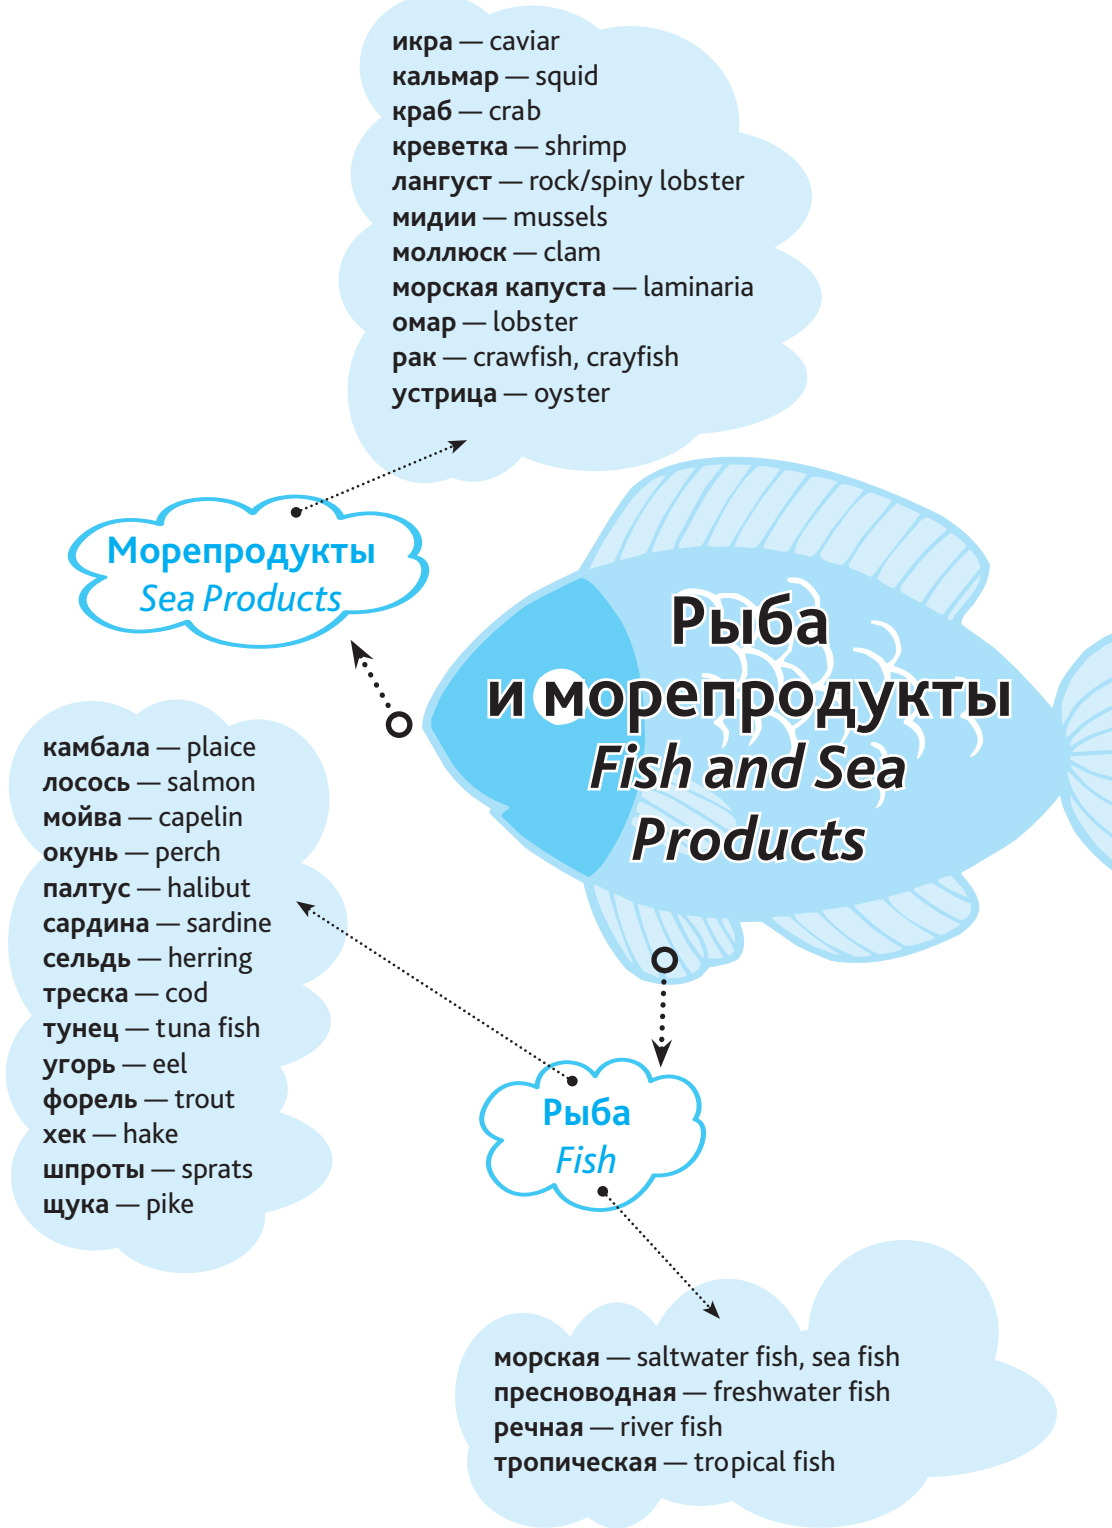 икра — caviar
кальмар — squid
краб — crab
креветка — shrimp
лангуст — rock/spiny lobster
мидии — mussels
моллюск — clam
морская капуста — laminaria
омар — lobster
рак — crawfish, crayfish
устрица — oyster
Морепродукты
Sea Products
Рыба
и морепродукты
Fish and Sea
Products
камбала — plaice
лосось — salmon
мойва — capelin
окунь — perch
палтус — halibut
сардина — sardine
сельдь — herring
треска — cod
тунец — tuna fish
угорь — eel
форель — trout
хек — hake
шпроты — sprats
щука — pike
Рыба
Fish
морская — saltwater fish, sea fish
пресноводная — freshwater fish
речная — river fish
тропическая — tropical fish